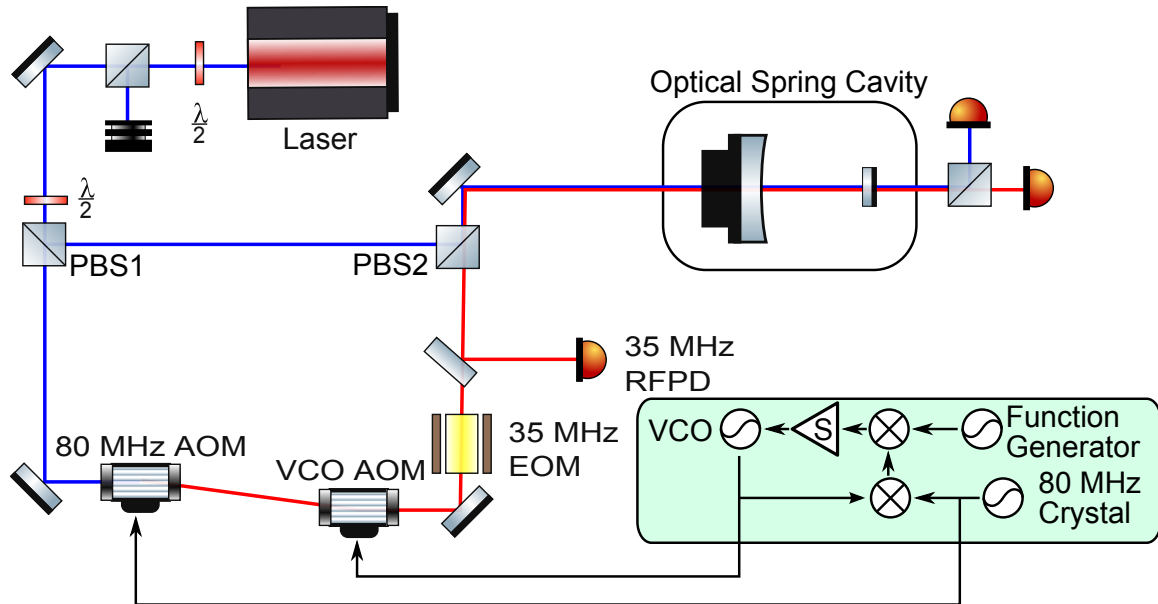 Laser
λ
2
Optical Spring Cavity
λ
2
PBS1
PBS2
35 MHz
RFPD
80 MHz AOM
VCO AOM
35 MHz
EOM
VCO
S
Function
Generator
80 MHz
Crystal